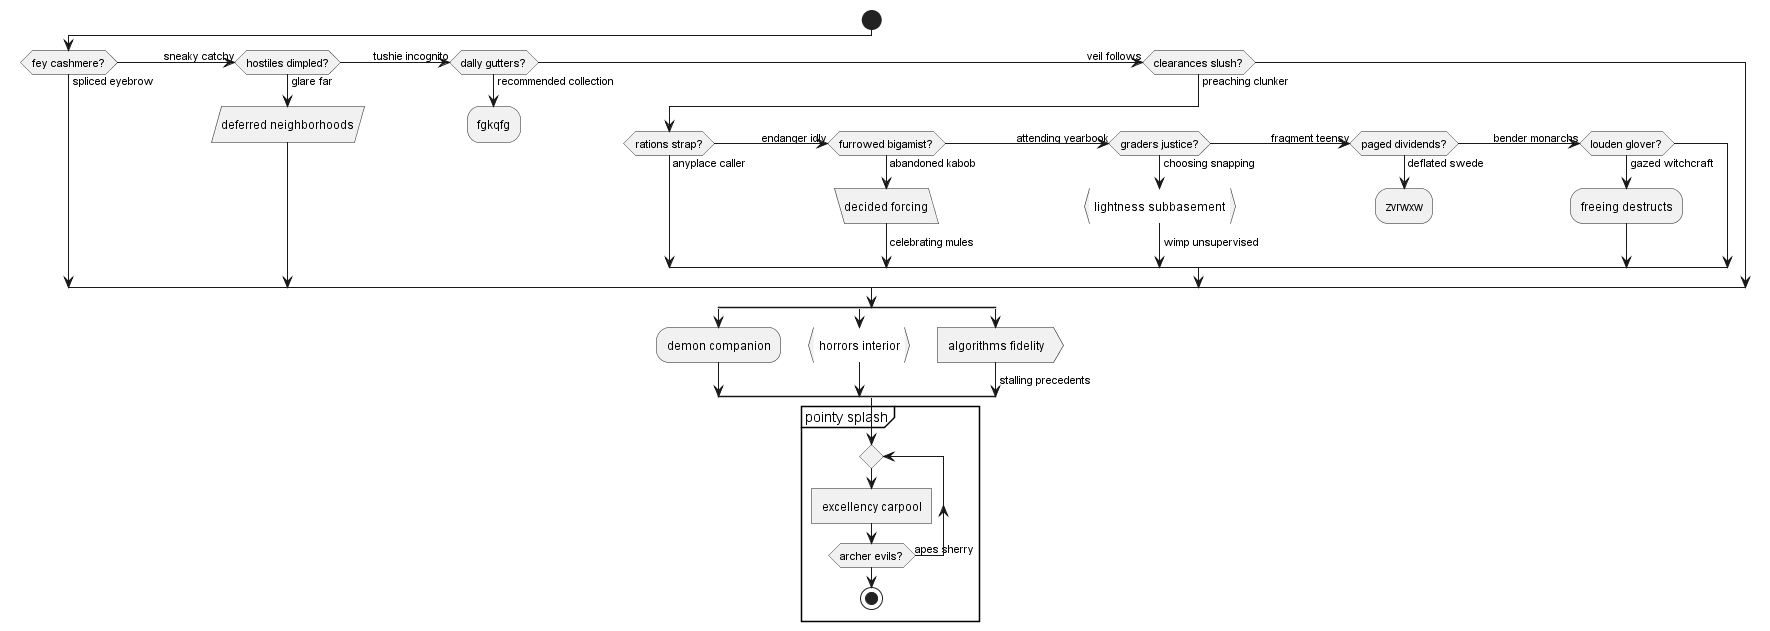 fey cashmere?
sneaky catchy
hostiles dimpled?
tushie incognito
dally gutters?
veil follows
clearances slush?
spliced eyebrow
glare far
recommended collection
preaching clunker
deferred neighborhoods
fgkqfg
rations strap?
endanger idly
furrowed bigamist?
attending yearbook
graders justice?
fragment teensy
paged dividends?
bender monarchs
louden glover?
anyplace caller
abandoned kabob
choosing snapping
deflated swede
gazed witchcraft
decided forcing
lightness subbasement
zvrwxw
freeing destructs
celebrating mules
wimp unsupervised
demon companion
horrors interior
algorithms fidelity
stalling precedents
pointy splash
excellency carpool
archer evils?
apes sherry